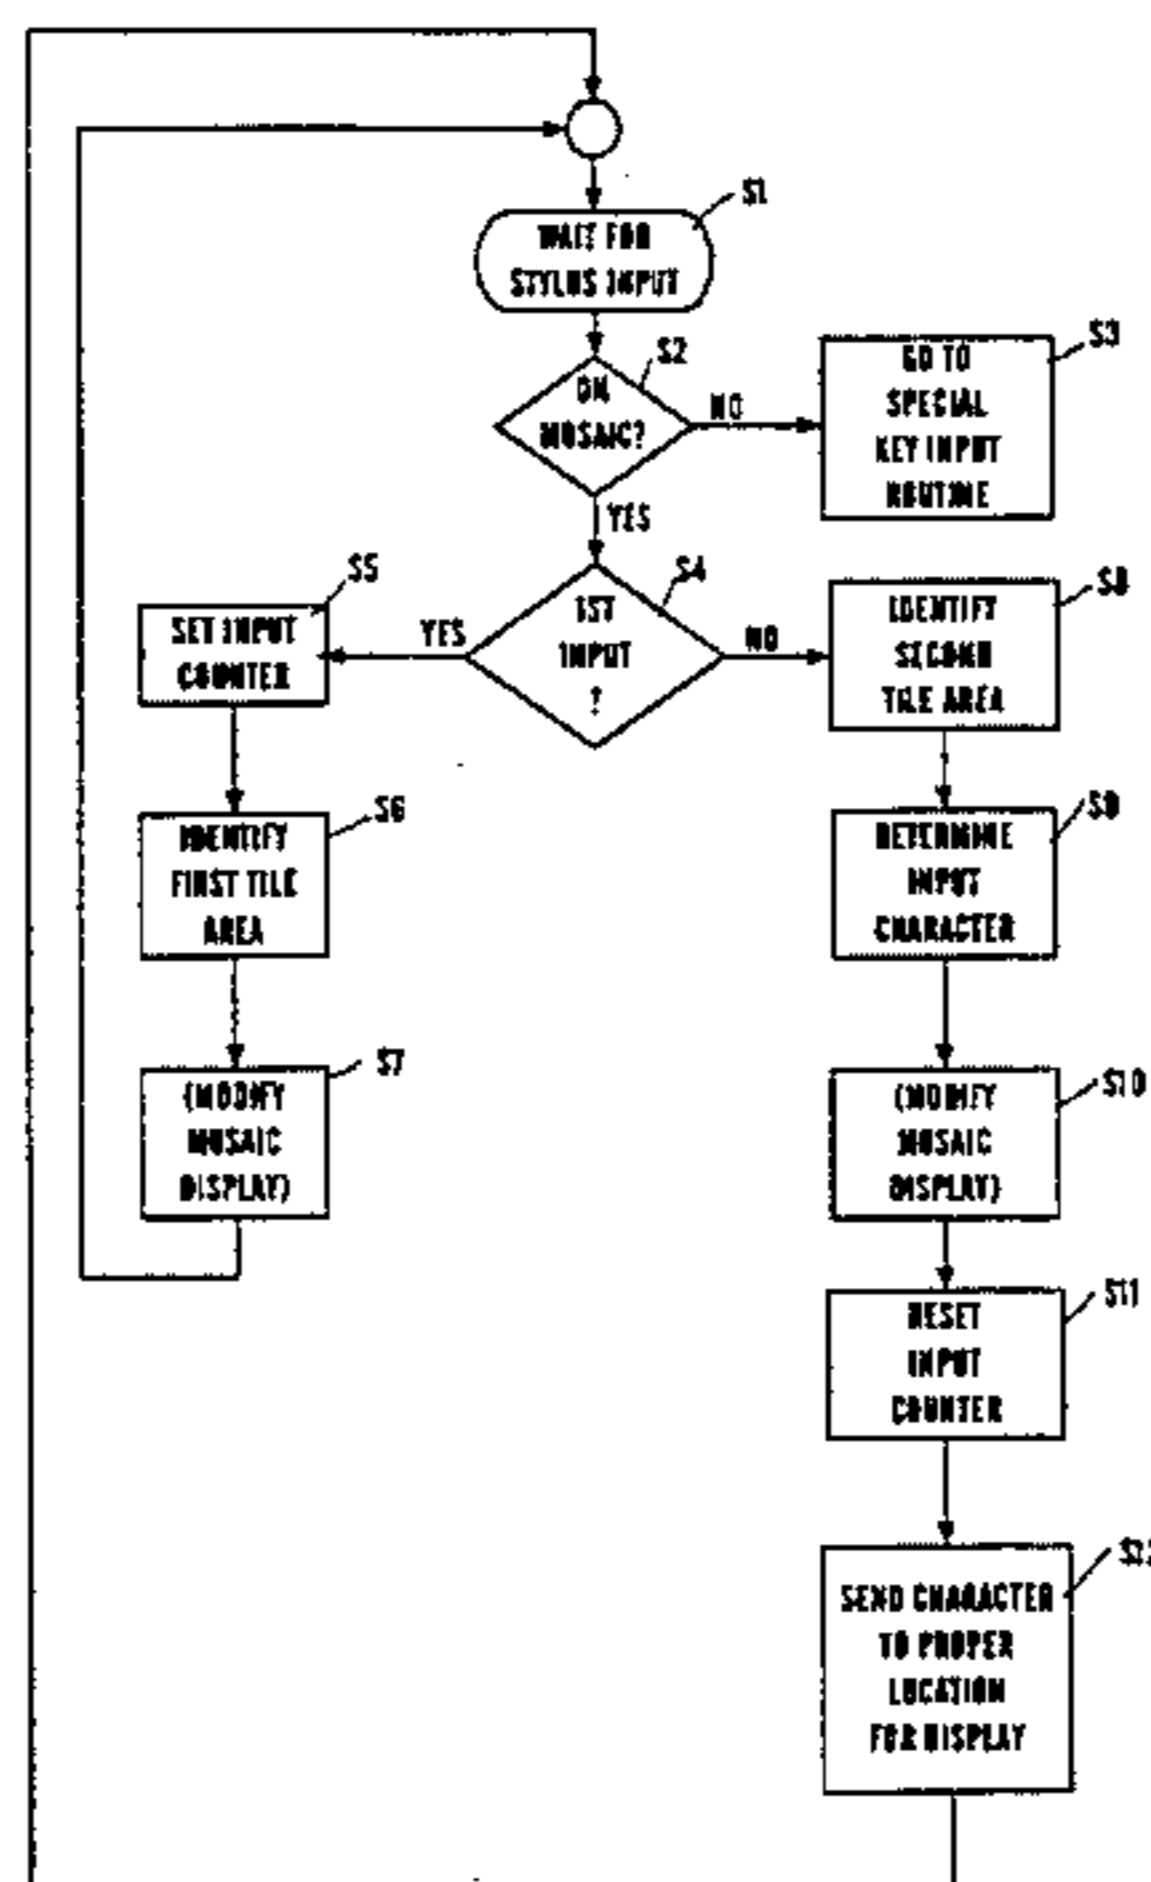 S1
WAIT FOR
STYLUS INPUT
S2
ON
MOSAIC?
NO
S3
GO TO
SPECIAL
KEY INPUT
ROUTINE
YES
S4
1ST
INPUT
?
YES
NO
S5
SET INPUT
COUNTER
S6
IDENTIFY
FIRST TILE
AREA
S7
(MODIFY
MOSAIC
DISPLAY)
S8
IDENTIFY
SECOND
TILE AREA
S9
DETERMINE
INPUT
CHARACTER
S10
(MODIFY
MOSAIC
DISPLAY)
S11
RESET
INPUT
COUNTER
SEND CHARACTER
TO PROPER
LOCATION
FOR DISPLAY